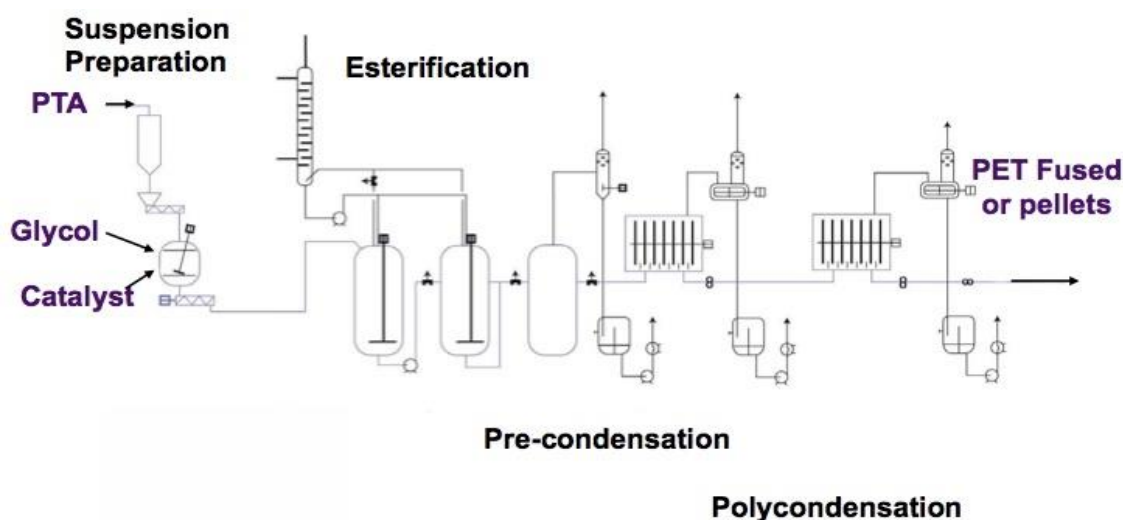 Suspension
Preparation
Esterification
PTA
PET Fused
or pellets
Glycol
Catalyst
Pre-condensation
Polycondensation